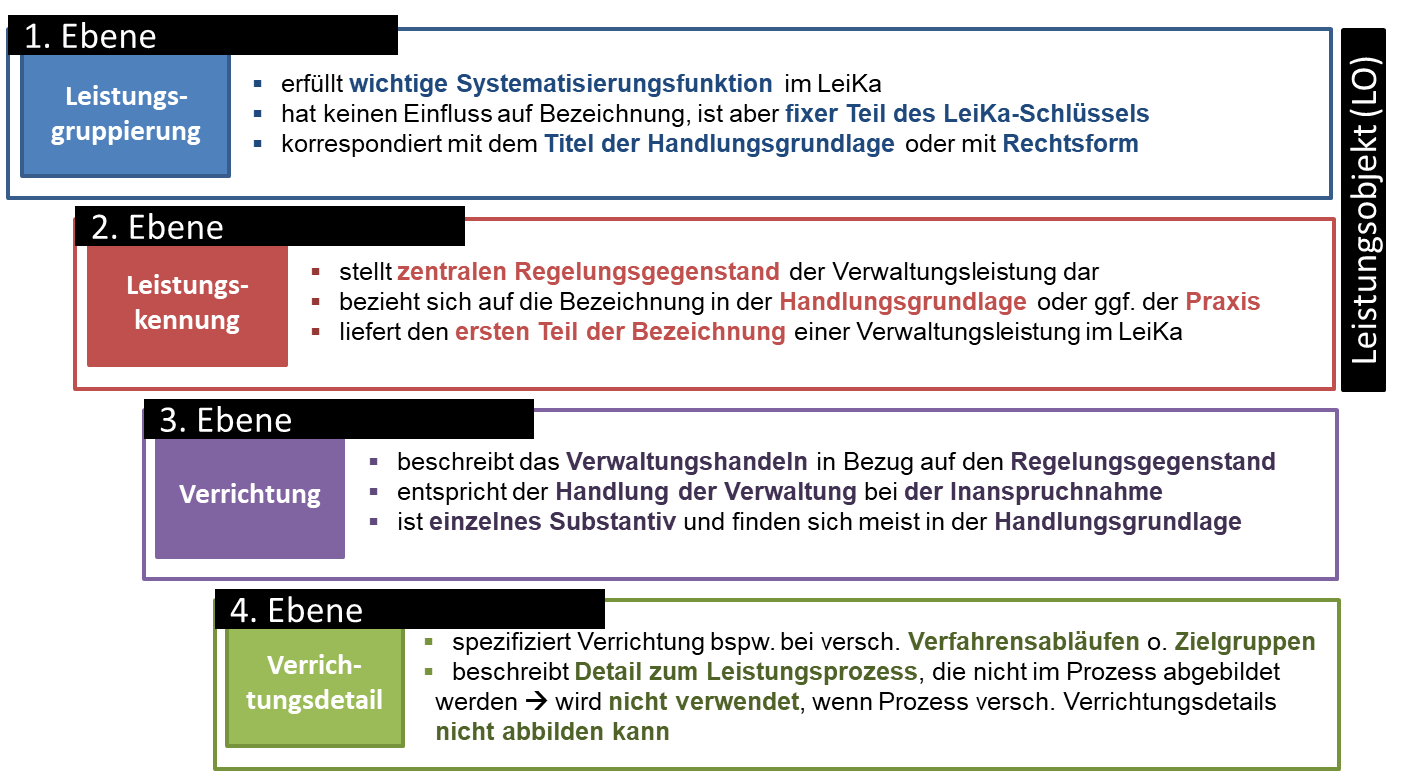 1. Ebene
Leistungs-
gruppierung
▪ erfüllt wichtige Systematisierungsfunktion im LeiKa
▪ hat keinen Einfluss auf Bezeichnung, ist aber fixer Teil des LeiKa-Schlüssels
▪ korrespondiert mit dem Titel der Handlungsgrundlage oder mit Rechtsform
Leistungsobjekt (LO)
2. Ebene
Leistungs-
kennung
▪ stellt zentralen Regelungsgegenstand der Verwaltungsleistung dar
▪ bezieht sich auf die Bezeichnung in der Handlungsgrundlage oder ggf. der Praxis
▪ liefert den ersten Teil der Bezeichnung einer Verwaltungsleistung im LeiKa
3. Ebene
Verrichtung
▪ beschreibt das Verwaltungshandeln in Bezug auf den Regelungsgegenstand
▪ entspricht der Handlung der Verwaltung bei der Inanspruchnahme
▪ ist einzelnes Substantiv und finden sich meist in der Handlungsgrundlage
4. Ebene
Verrich-
tungsdetail
▪ spezifiziert Verrichtung bspw. bei versch. Verfahrensabläufen o. Zielgruppen
▪ beschreibt Detail zum Leistungsprozess, die nicht im Prozess abgebildet
werden → wird nicht verwendet, wenn Prozess versch. Verrichtungsdetails
nicht abbilden kann